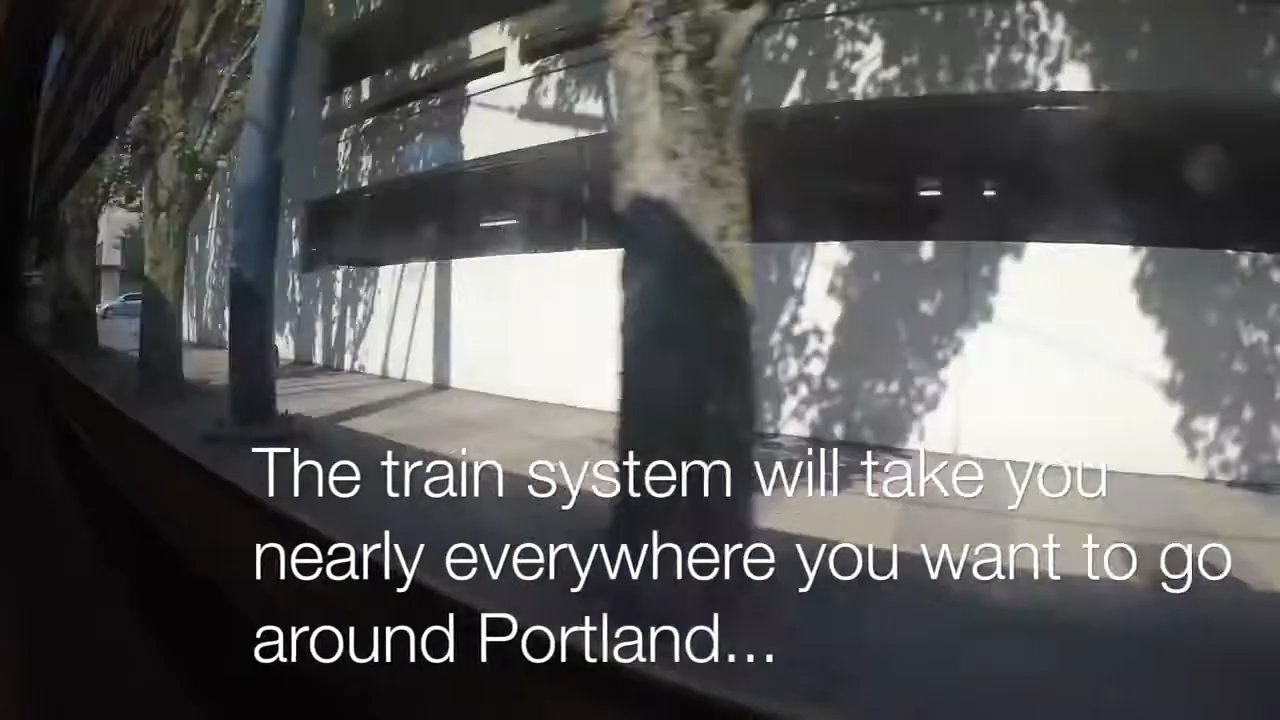 The train system will take you
nearly everywhere you want to go
around Portland...